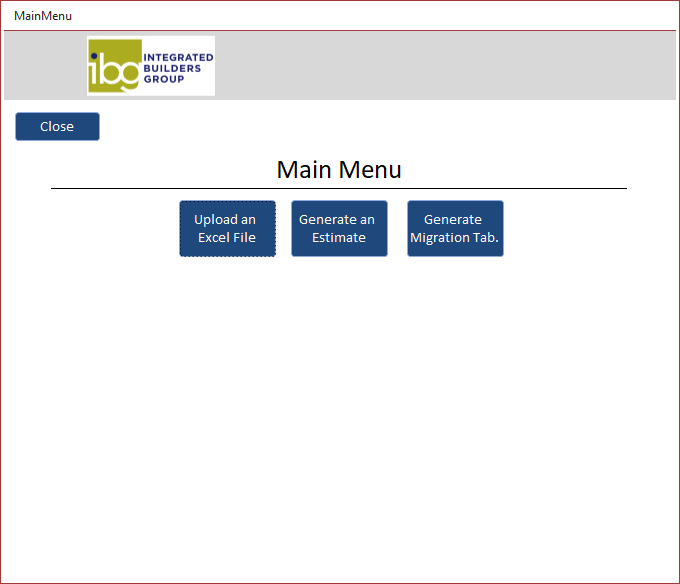 MainMenu
ibg
INTEGRATED
BUILDERS
GROUP
Close
Main Menu
Upload an
Excel File
Generate an
Estimate
Generate
Migration Tab.